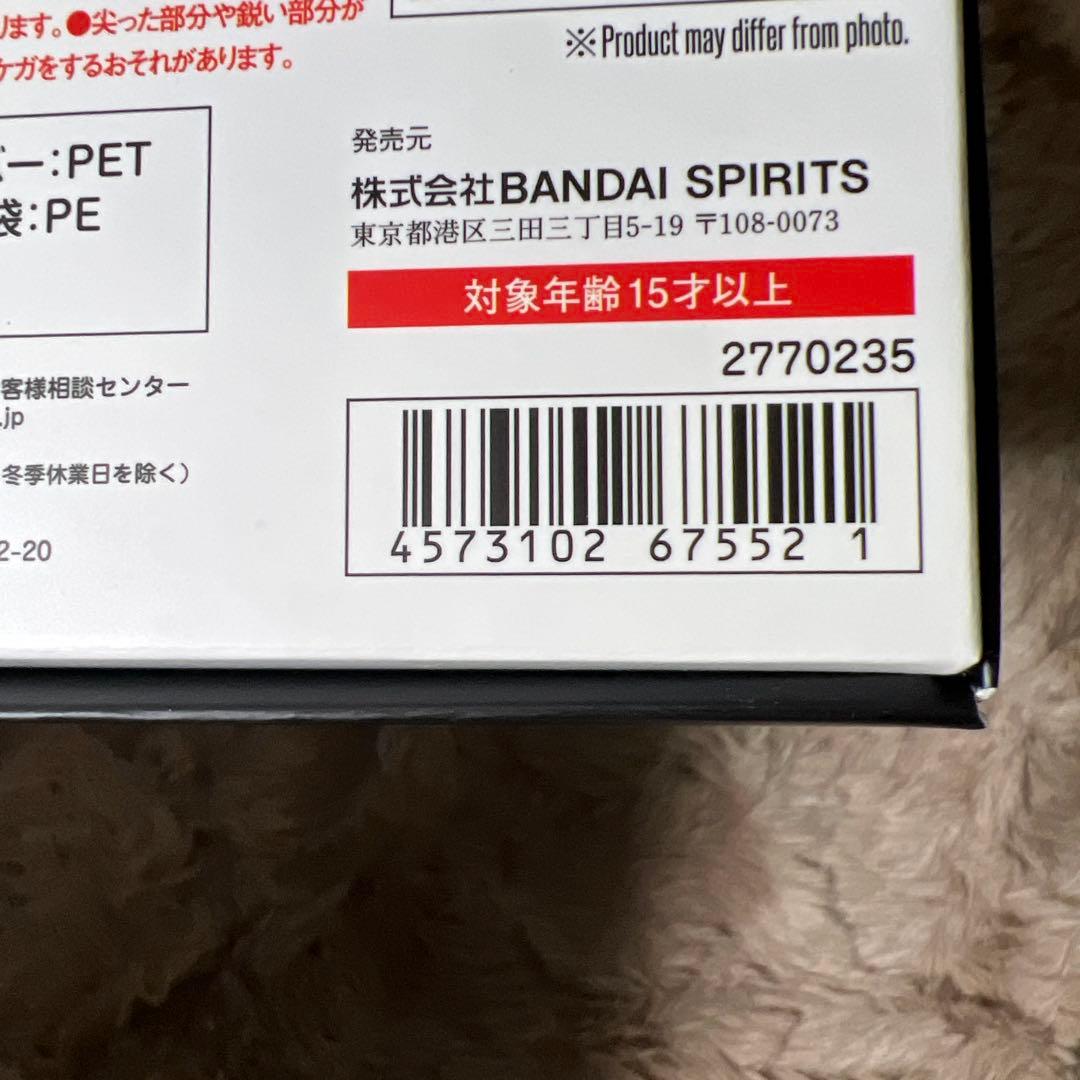 ります。●尖った部分や鋭い部分が
ケガをするおそれがあります。
※Product may differ from photo.
バー:PET
袋:PE
発売元
株式会社BANDAI SPIRITS
東京都港区三田三丁目5-19 〒108-0073
対象年齢15才以上
2770235
客様相談センター
.jp
冬季休業日を除く)
2-20
4573102 67552 1